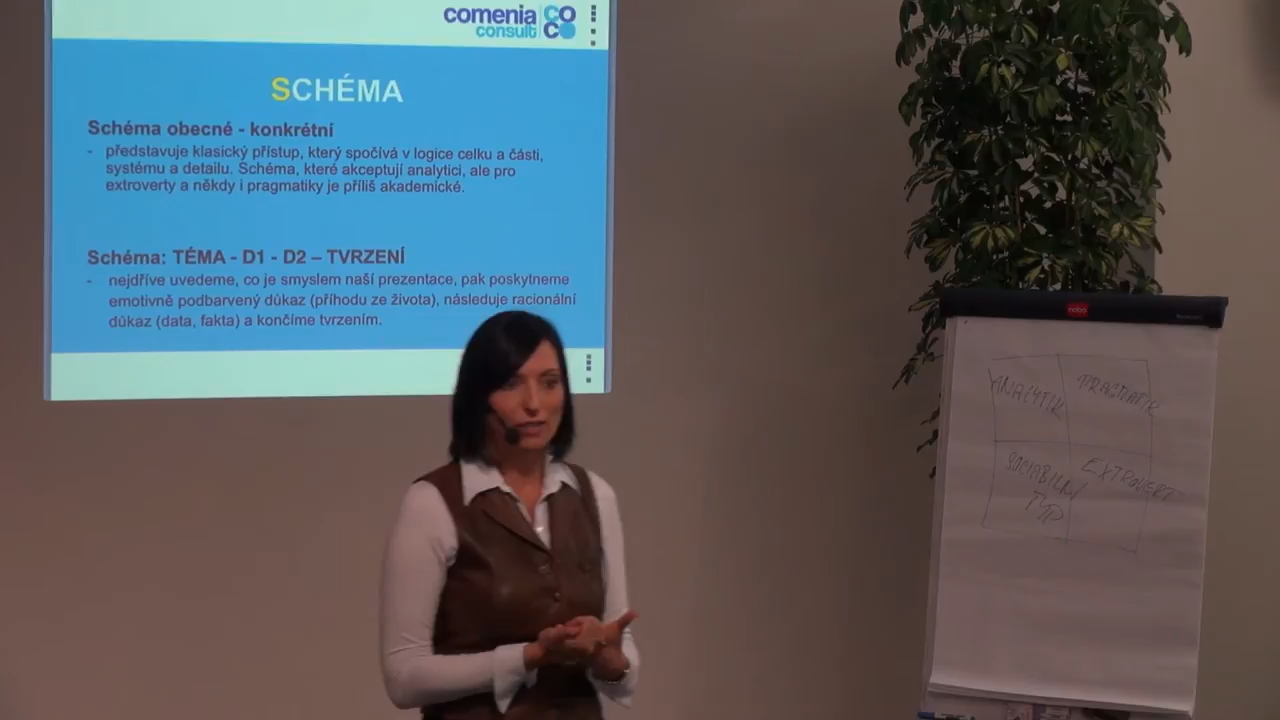 comenia CO
consult CO
SCHÉMA
Schéma obecné - konkrétní
- představuje klasický přístup, který spočívá v logice celku a části,
systému a detailu. Schéma, které akceptují analytici, ale pro
extroverty a někdy i pragmatiky je příliš akademické.
Schéma: TÉMA - D1 - D2 – TVRZENÍ
- nejdříve uvedeme, co je smyslem naší prezentace, pak poskytneme
emotivně podbarvený důkaz (příhodu ze života), následuje racionální
důkaz (data, fakta) a končíme tvrzením.
nobo
ANALYTIK
PRAGMATIK
SOCIABILNÍ
TYP
EXTROVERT